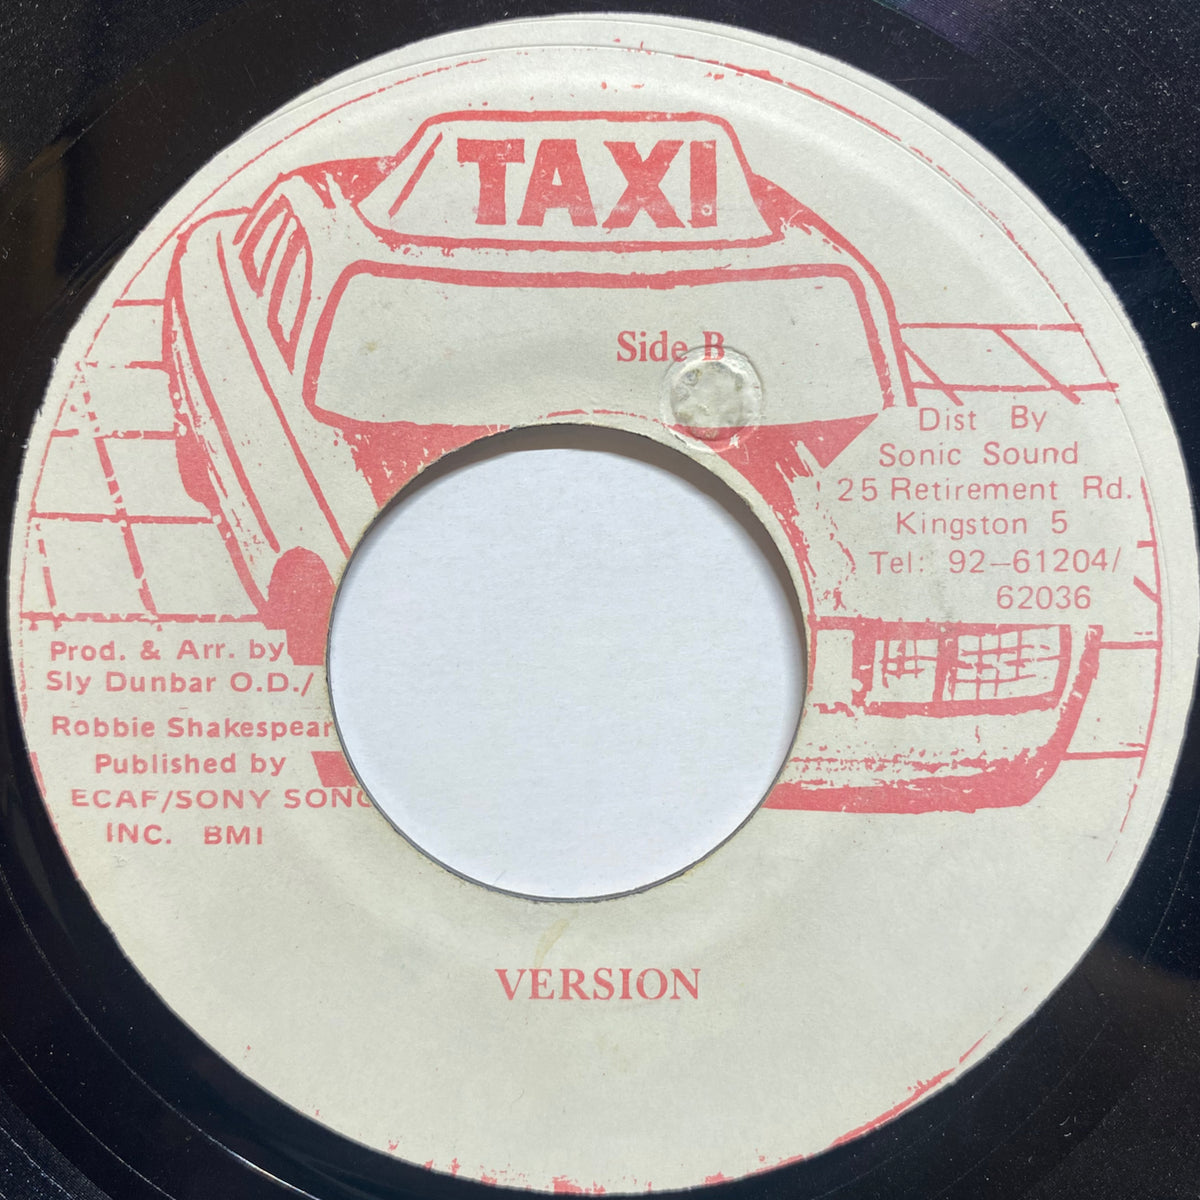 TAXI
Side B
Dist By
Sonic Sound
25 Retirement Rd.
Kingston 5
Tel: 92-61204/
62036
Prod. & Arr. by
Sly Dunbar O.D./
Robbie Shakespear
Published by
ECAF/SONY SONG
INC. BMI
VERSION